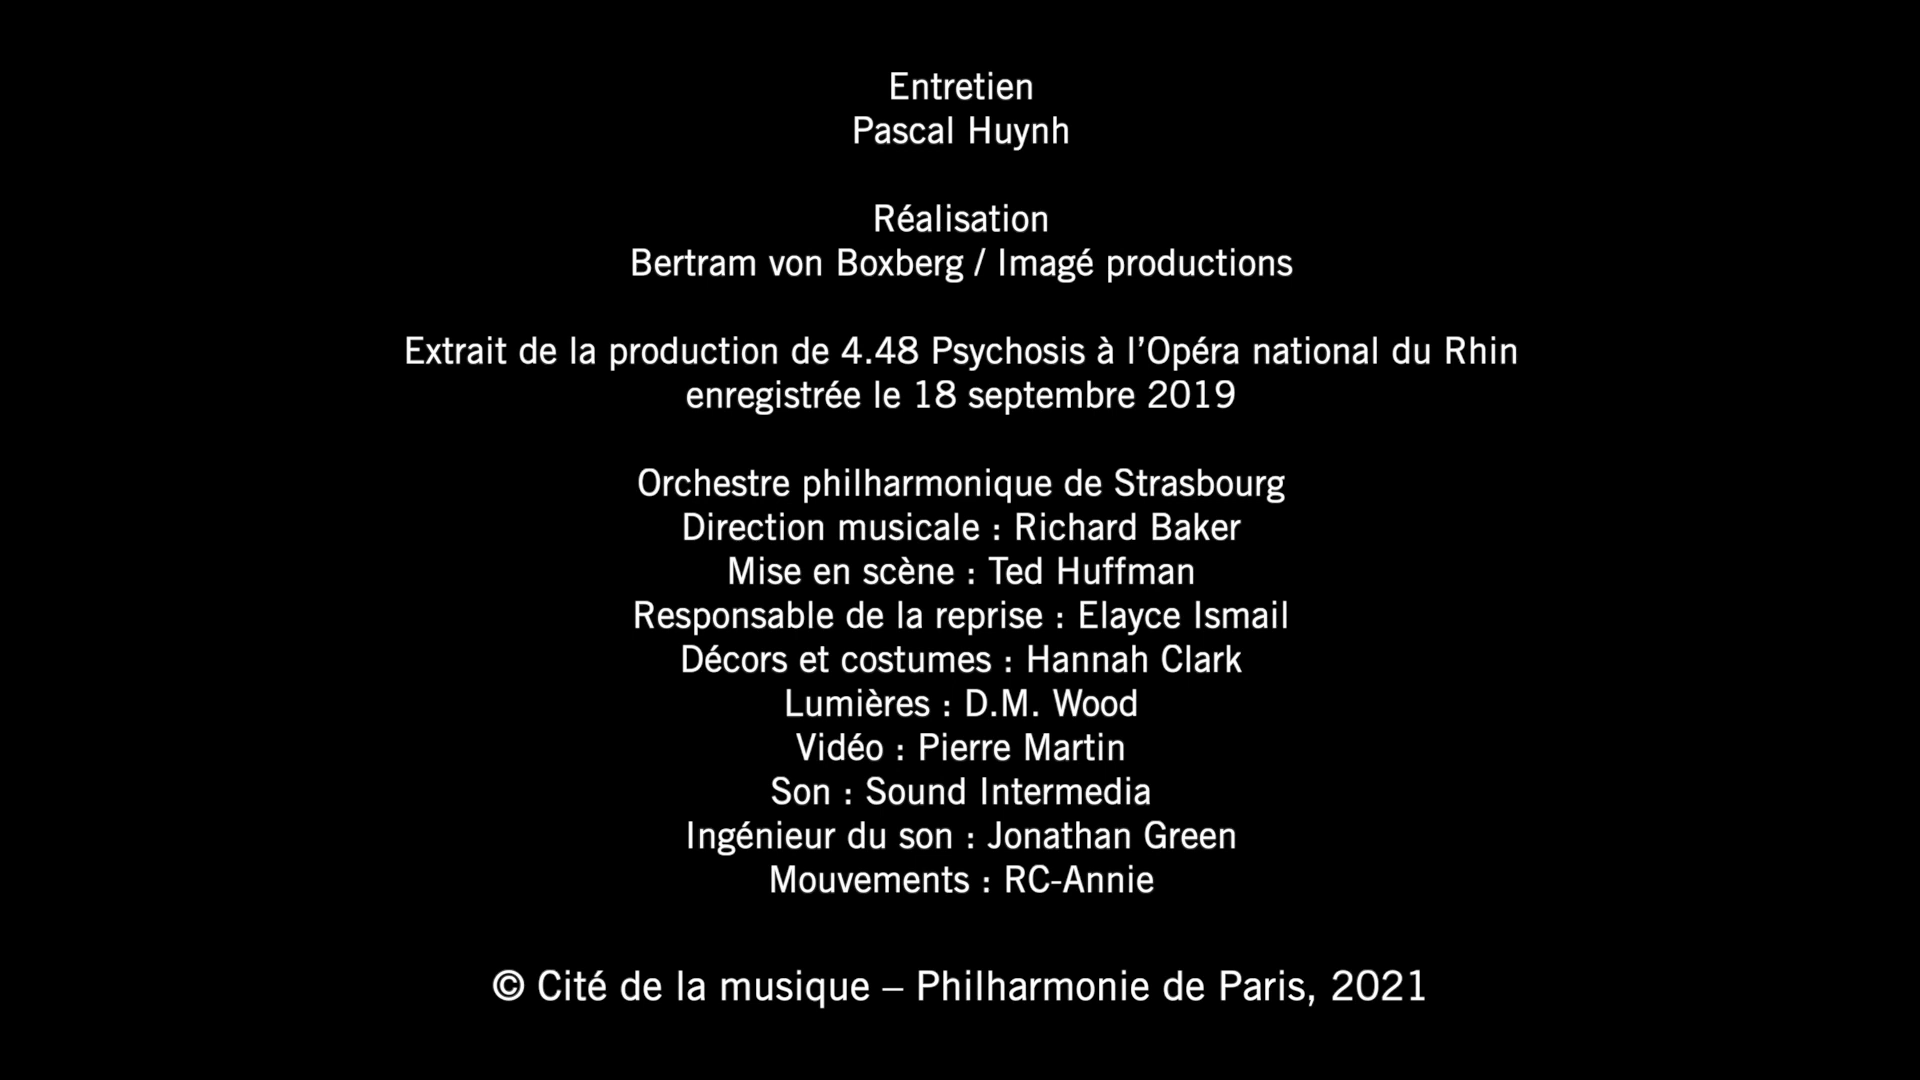 Entretien
Pascal Huynh
Réalisation
Bertram von Boxberg / Imagé productions
Extrait de la production de 4.48 Psychosis à l’Opéra national du Rhin
enregistrée le 18 septembre 2019
Orchestre philharmonique de Strasbourg
Direction musicale : Richard Baker
Mise en scène : Ted Huffman
Responsable de la reprise : Elayce Ismail
Décors et costumes : Hannah Clark
Lumières : D.M. Wood
Vidéo : Pierre Martin
Son : Sound Intermedia
Ingénieur du son : Jonathan Green
Mouvements : RC-Annie
© Cité de la musique – Philharmonie de Paris, 2021